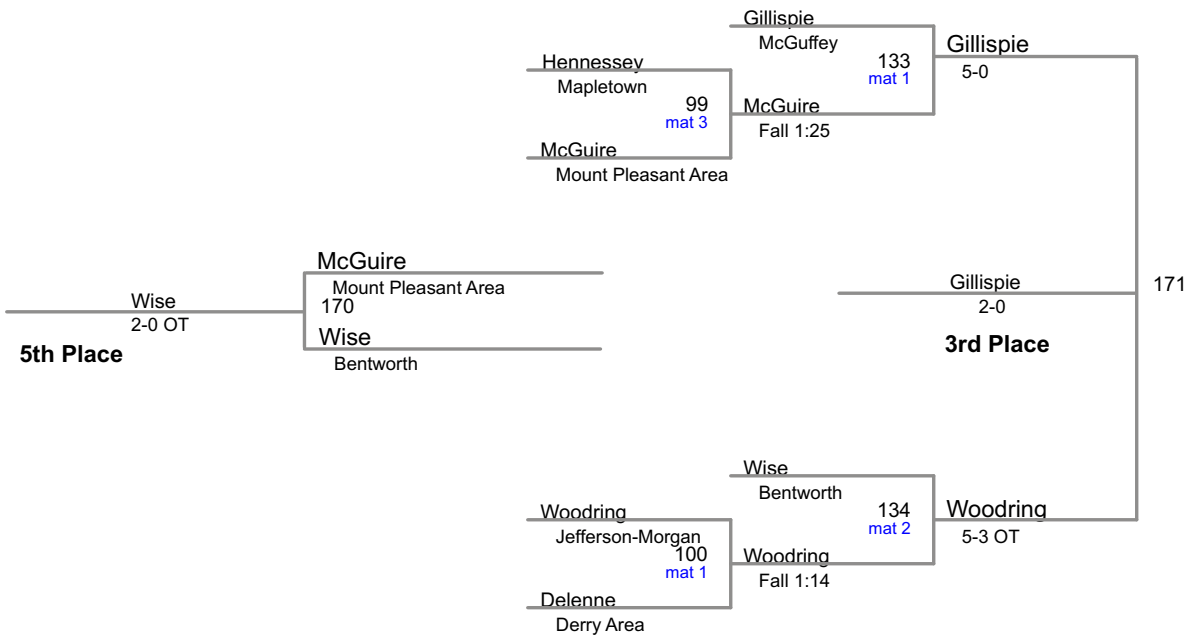 Gillispie
McGuffey
Gillispie
133
mat 1
5-0
Hennessey
Mapletown
99
mat 3
McGuire
Fall 1:25
McGuire
Mount Pleasant Area
McGuire
Mount Pleasant Area
170
Wise
2-0 OT
Wise
Bentworth
5th Place
Gillispie
2-0
171
3rd Place
Wise
Bentworth
134
mat 2
Woodring
5-3 OT
Woodring
Jefferson-Morgan
100
mat 1
Woodring
Fall 1:14
Delenne
Derry Area